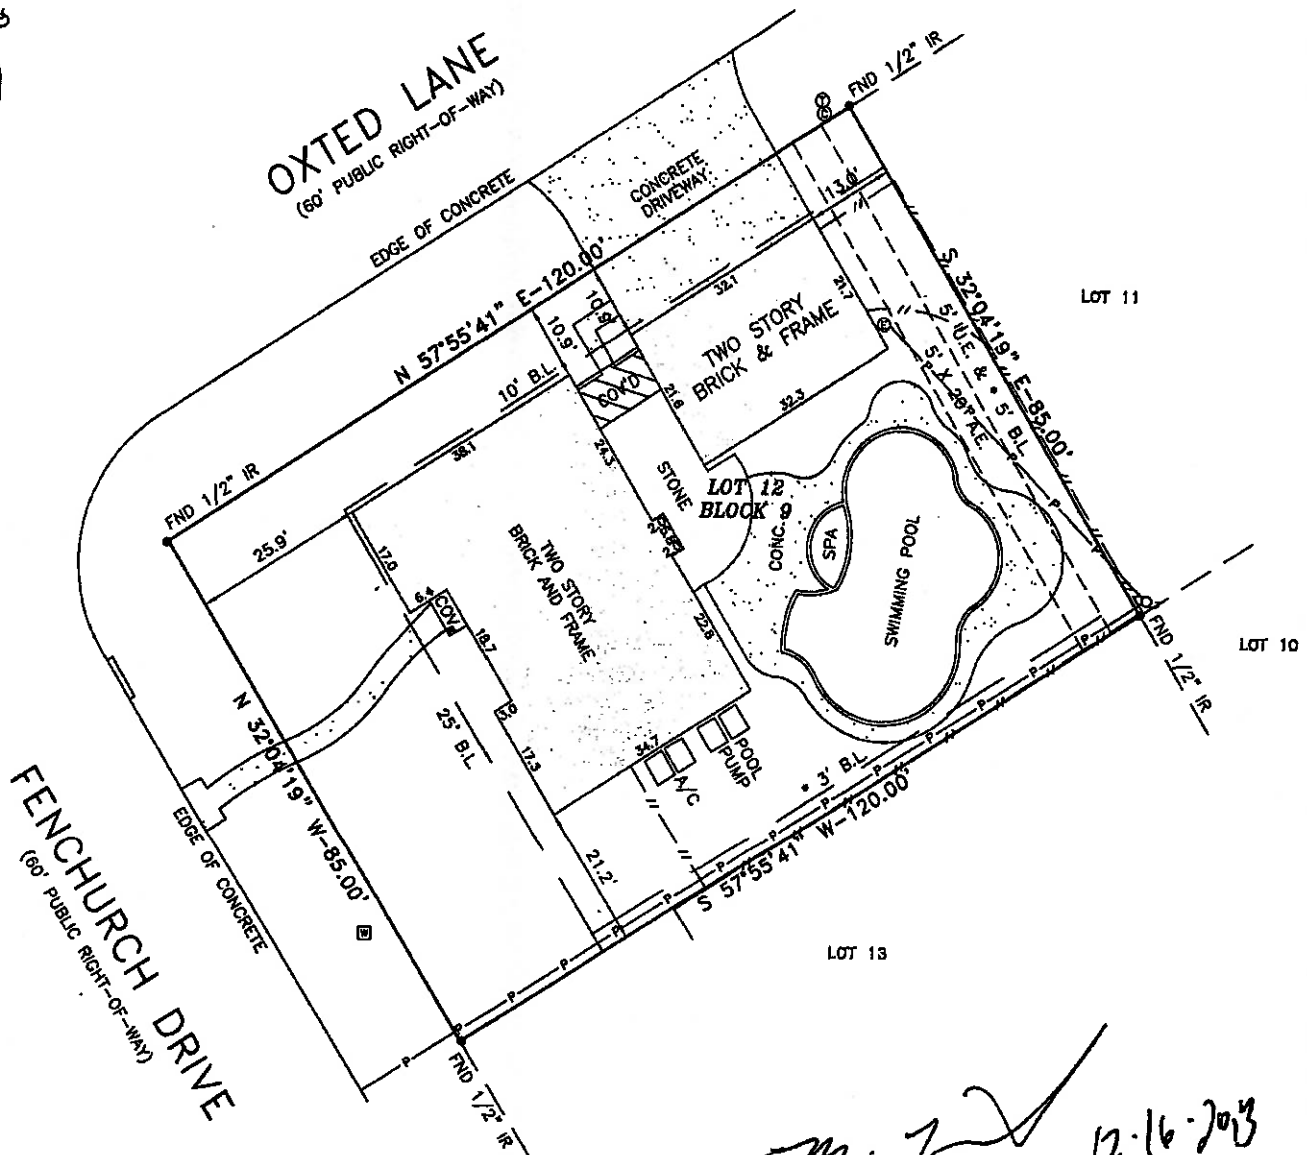 OXTED LANE
(60' PUBLIC RIGHT-OF-WAY)
FND 1/2" IR
EDGE OF CONCRETE
CONCRETE
DRIVEWAY
N 57°55'41" E-120.00'
13.0'
10.9'
10.9'
32.1
21.7
TWO STORY
BRICK & FRAME
S 32°04'19" E-85.00'
LOT 11
5' U.E. & * 5' B.L.
5' X 20' A.E.
E
10' B.L.
COV'D
21.6
32.3
38.1
24.3
STONE
LOT 12
BLOCK 9
FND 1/2" IR
25.9'
17.0
TWO STORY
BRICK AND FRAME
CONC.
SPA
SWIMMING POOL
6.4
COV.
18.7
22.8
FND 1/2" IR
LOT 10
5.0
25' B.L.
17.3
34.7
A/C
POOL
PUMP
* 3' B.L.
N 32°04'19" W-85.00'
S 57°55'41" W-120.00'
21.2'
EDGE OF CONCRETE
FENCHURCH DRIVE
(60' PUBLIC RIGHT-OF-WAY)
W
LOT 13
FND 1/2" IR
12-16-2013